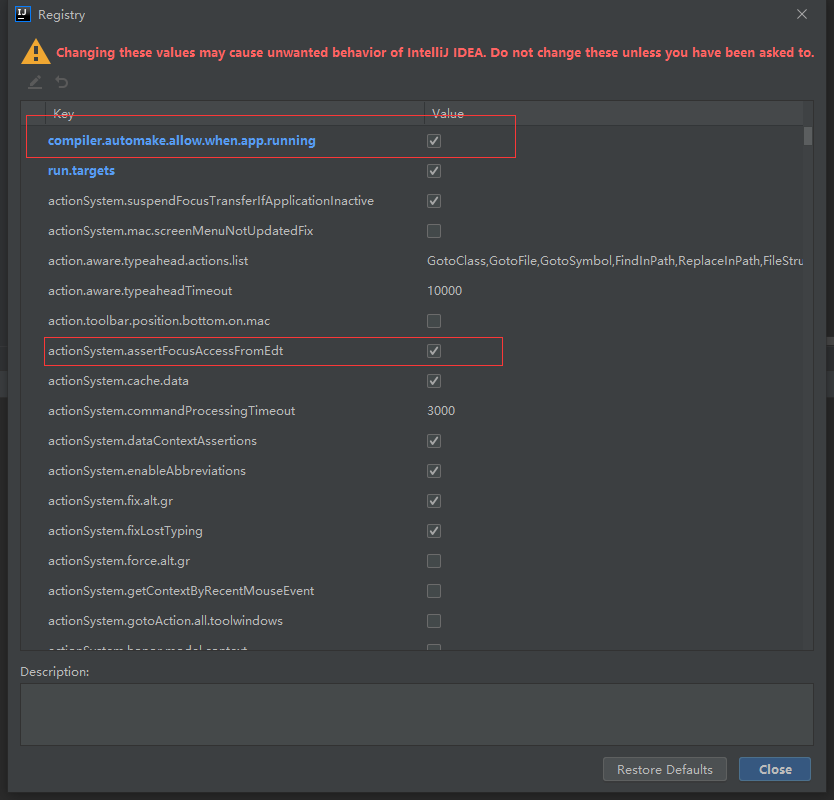 Registry
Changing these values may cause unwanted behavior of IntelliJ IDEA. Do not change these unless you have been asked to.
Key Value
compiler.automake.allow.when.app.running
run.targets
actionSystem.suspendFocusTransferIfApplicationInactive
actionSystem.mac.screenMenuNotUpdatedFix
action.aware.typeahead.actions.list GotoClass,GotoFile,GotoSymbol,FindInPath,ReplaceInPath,FileStru
action.aware.typeaheadTimeout 10000
action.toolbar.position.bottom.on.mac
actionSystem.assertFocusAccessFromEdt
actionSystem.cache.data
actionSystem.commandProcessingTimeout 3000
actionSystem.dataContextAssertions
actionSystem.enableAbbreviations
actionSystem.fix.alt.gr
actionSystem.fixLostTyping
actionSystem.force.alt.gr
actionSystem.getContextByRecentMouseEvent
actionSystem.gotoAction.all.toolwindows
Description:
Restore Defaults Close